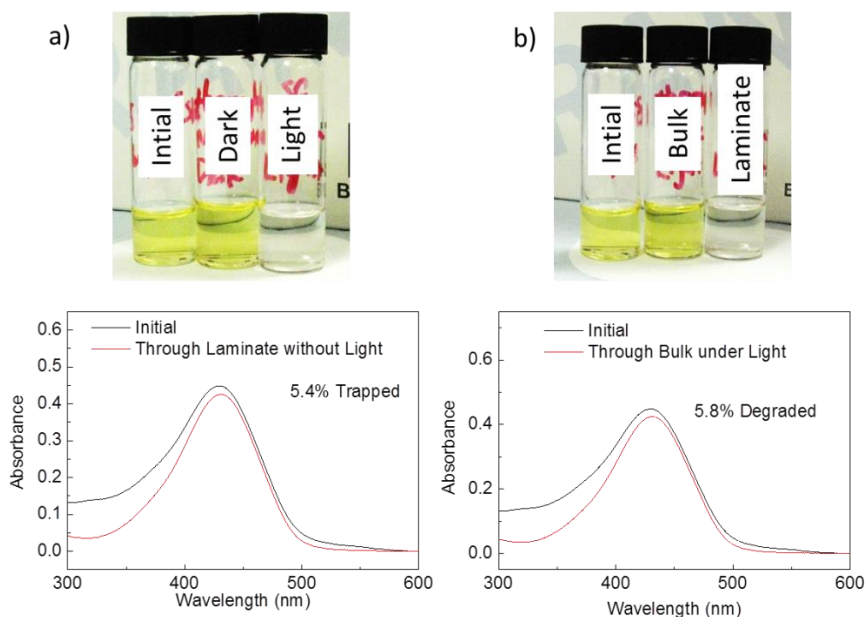 a)
Intial
Dark
Light
B
b)
Intial
Bulk
Laminate
B
0.6
0.5
0.4
0.3
0.2
0.1
0.0
Absorbance
Initial
Through Laminate without Light
5.4% Trapped
300
400
500
600
Wavelength (nm)
0.6
0.4
0.2
0.0
Absorbance
Initial
Through Bulk under Light
5.8% Degraded
300
400
500
600
Wavelength (nm)